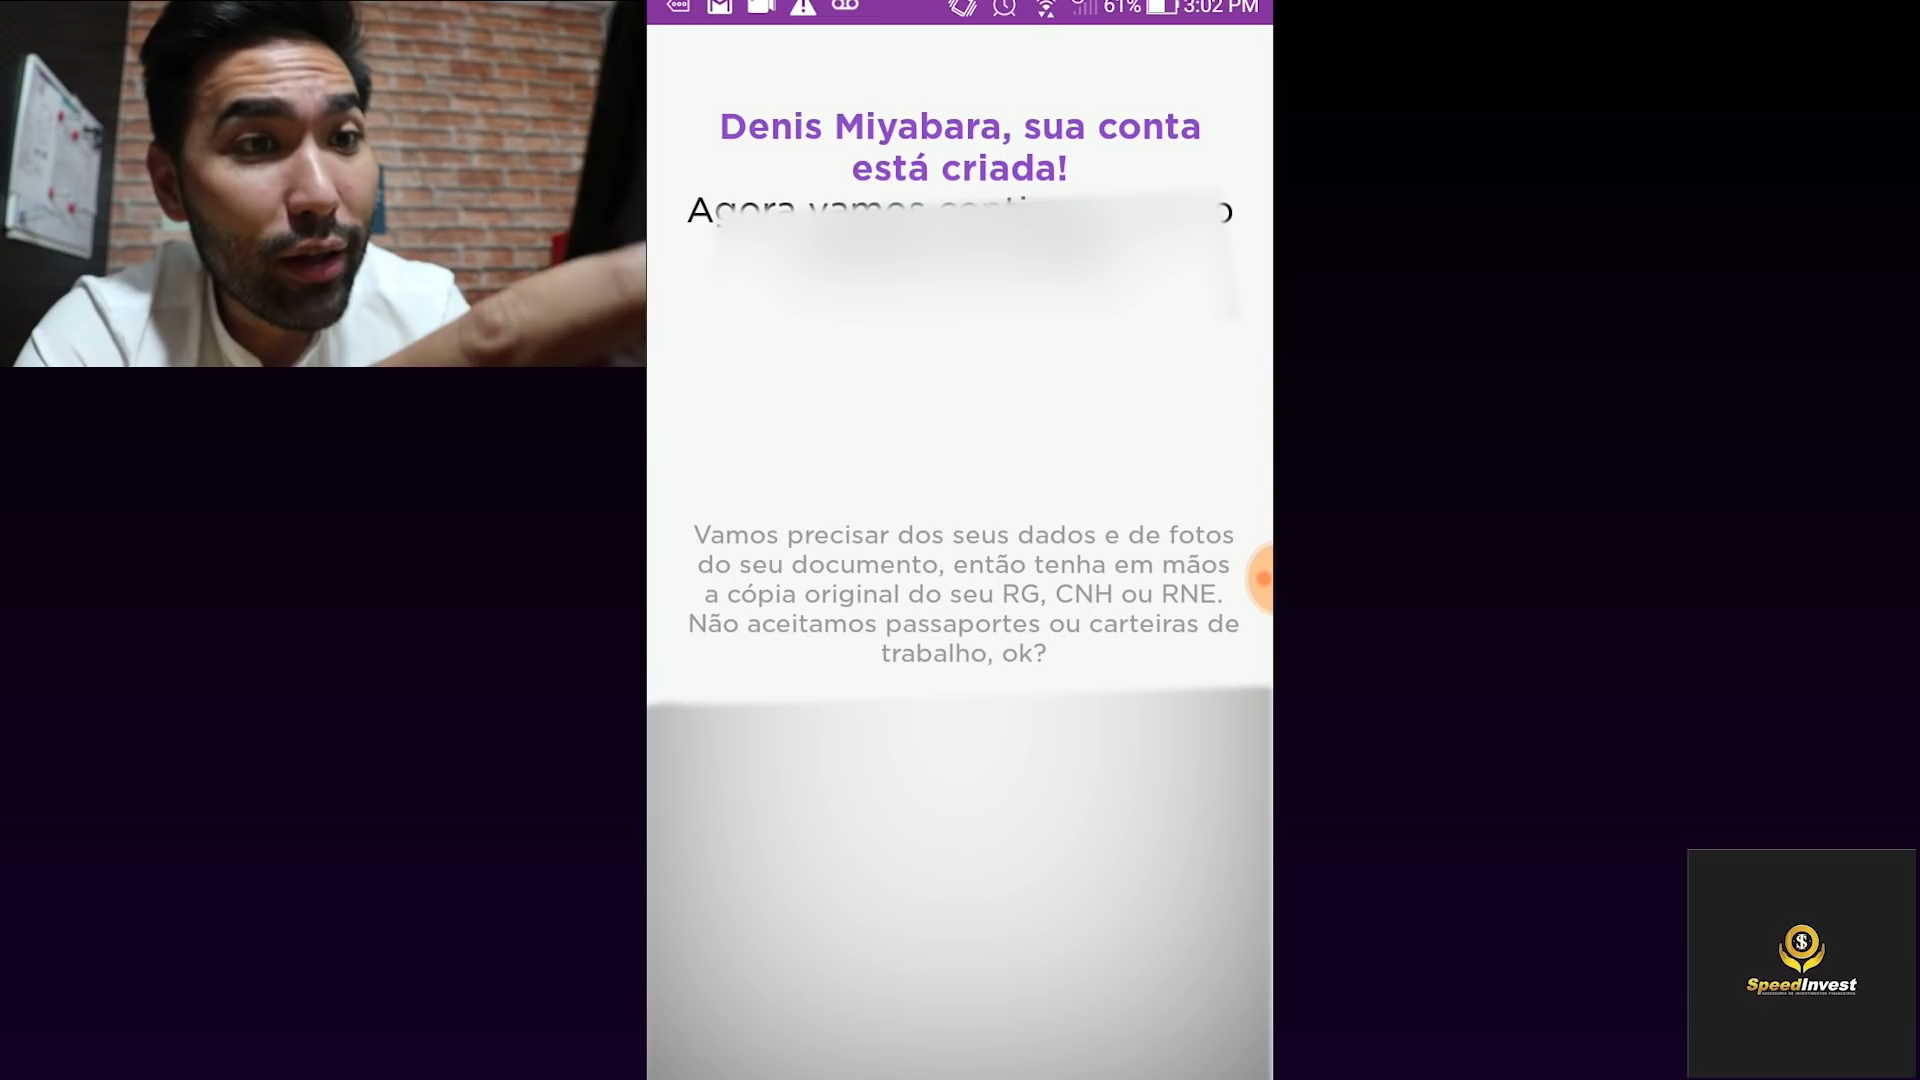 61% 3:02 PM
Denis Miyabara, sua conta
está criada!
Agora vamos
Vamos precisar dos seus dados e de fotos
do seu documento, então tenha em mãos
a cópia original do seu RG, CNH ou RNE.
Não aceitamos passaportes ou carteiras de
trabalho, ok?
SpeedInvest